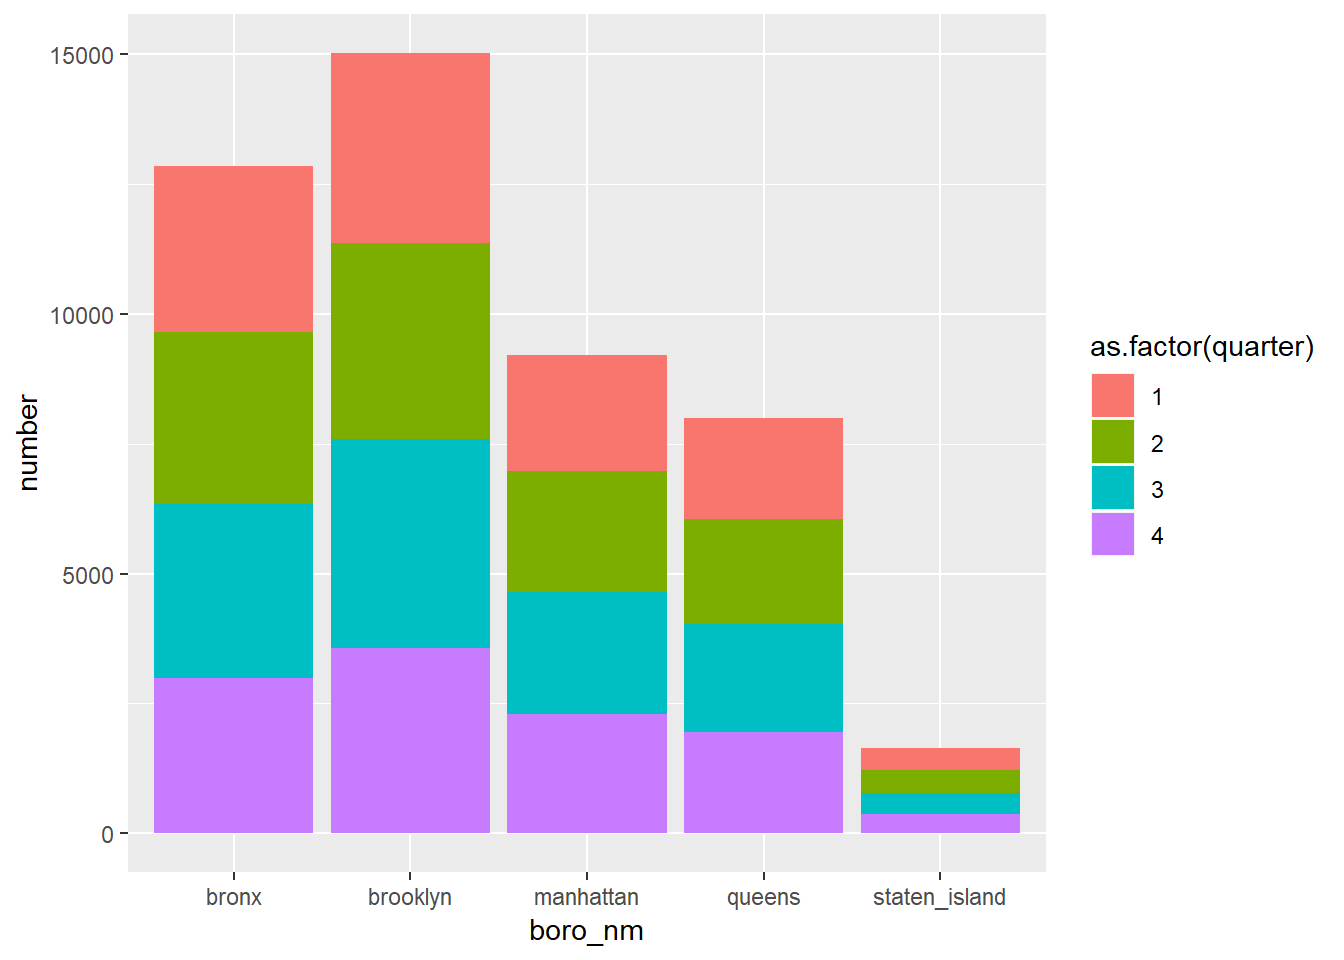 15000
10000
5000
0
number
bronx
brooklyn
manhattan
queens
staten_island
boro_nm
as.factor(quarter)
1
2
3
4